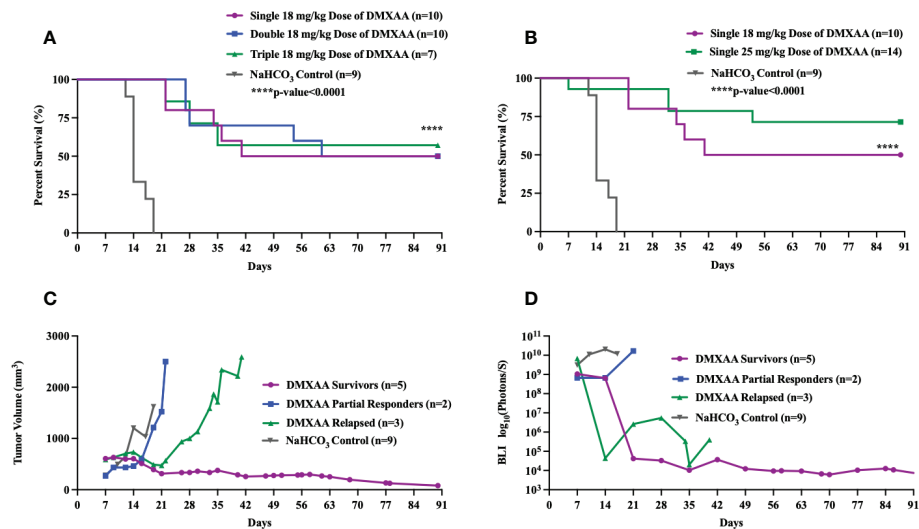 A
Single 18 mg/kg Dose of DMXAA (n=10)
Double 18 mg/kg Dose of DMXAA (n=10)
Triple 18 mg/kg Dose of DMXAA (n=7)
NaHCO3 Control (n=9)
****p-value<0.0001
Percent Survival (%)
100
75
50
25
0
****
0 7 14 21 28 35 42 49 56 63 70 77 84 91
Days
B
Single 18 mg/kg Dose of DMXAA (n=10)
Single 25 mg/kg Dose of DMXAA (n=14)
NaHCO3 Control (n=9)
****p-value<0.0001
Percent Survival (%)
100
75
50
25
0
****
0 7 14 21 28 35 42 49 56 63 70 77 84 91
Days
C
Tumor Volume (mm³)
3000
2000
1000
0
DMXAA Survivors (n=5)
DMXAA Partial Responders (n=2)
DMXAA Relapsed (n=3)
NaHCO3 Control (n=9)
0 7 14 21 28 35 42 49 56 63 70 77 84 91
Days
D
BLI log10(Photons/S)
10¹¹
10¹⁰
10⁹
10⁸
10⁷
10⁶
10⁵
10⁴
10³
DMXAA Survivors (n=5)
DMXAA Partial Responders (n=2)
DMXAA Relapsed (n=3)
NaHCO3 Control (n=9)
0 7 14 21 28 35 42 49 56 63 70 77 84 91
Days